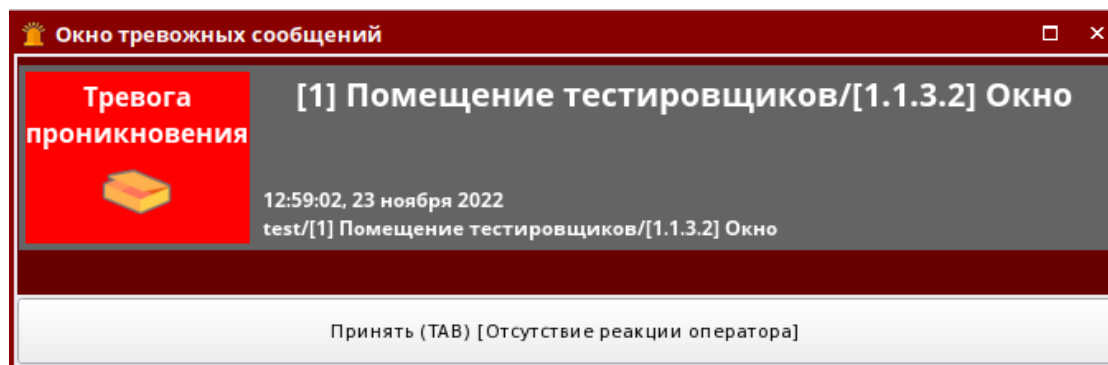 Окно тревожных сообщений
Тревога
проникновения
[1] Помещение тестировщиков/[1.1.3.2] Окно
12:59:02, 23 ноября 2022
test/[1] Помещение тестировщиков/[1.1.3.2] Окно
Принять (TAB) [Отсутствие реакции оператора]